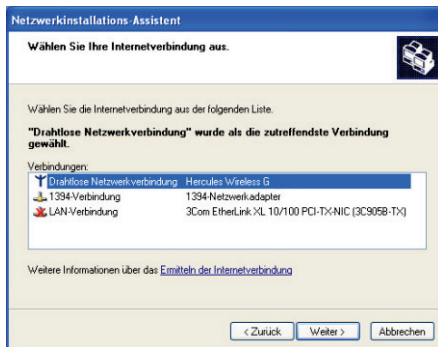 Netzwerkinstallations-Assistent
Wählen Sie Ihre Internetverbindung aus.
Wählen Sie die Internetverbindung aus der folgenden Liste.
"Drahtlose Netzwerkverbindung" wurde als die zutreffendste Verbindung
gewählt.
Verbindungen:
Drahtlose Netzwerkverbindung Hercules Wireless G
1394-Verbindung 1394-Netzwerkadapter
LAN-Verbindung 3Com EtherLink XL 10/100 PCI-TX-NIC (3C905B-TX)
Weitere Informationen über das Ermitteln der Internetverbindung
< Zurück Weiter > Abbrechen